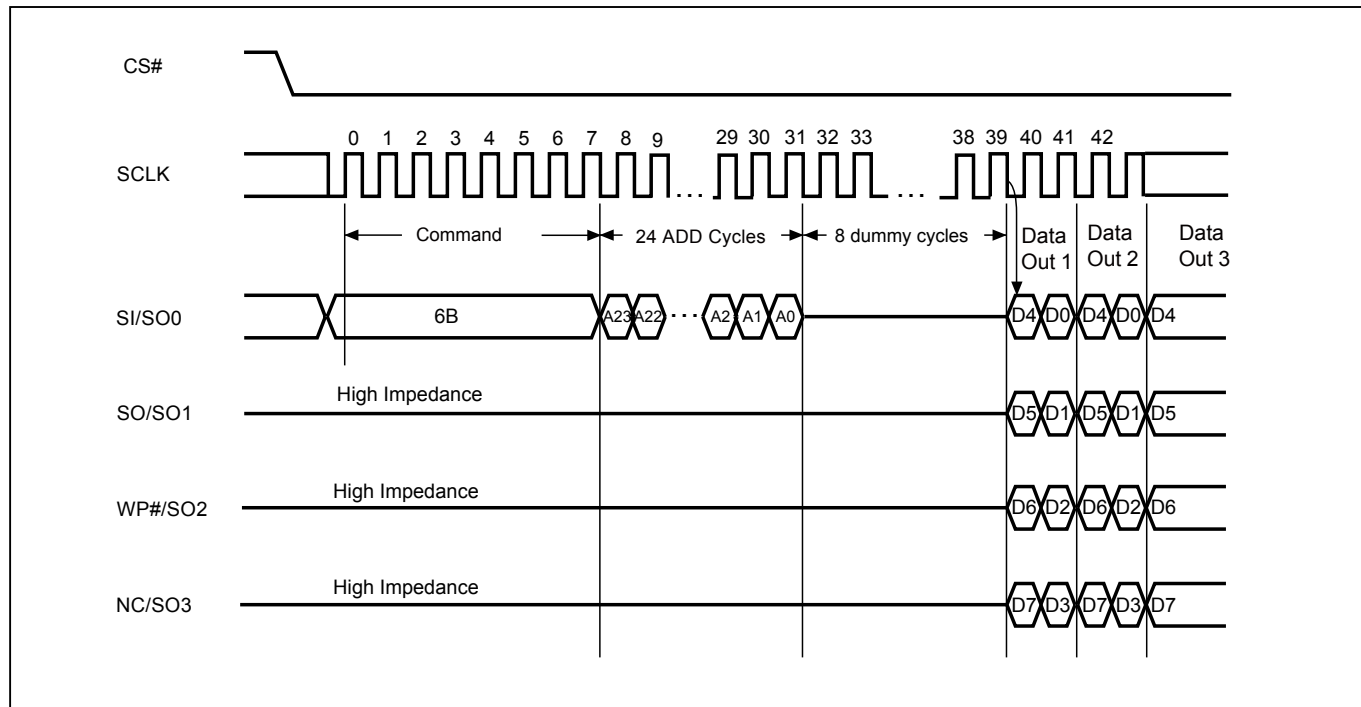 CS#
0 1 2 3 4 5 6 7 8 9 29 30 31 32 33 38 39 40 41 42
SCLK
... ...
Command 24 ADD Cycles 8 dummy cycles Data Out 1 Data Out 2 Data Out 3
SI/SO0 6B A23 A22 ... A2 A1 A0 D4 D0 D4 D0 D4
High Impedance
SO/SO1 D5 D1 D5 D1 D5
High Impedance
WP#/SO2 D6 D2 D6 D2 D6
High Impedance
NC/SO3 D7 D3 D7 D3 D7